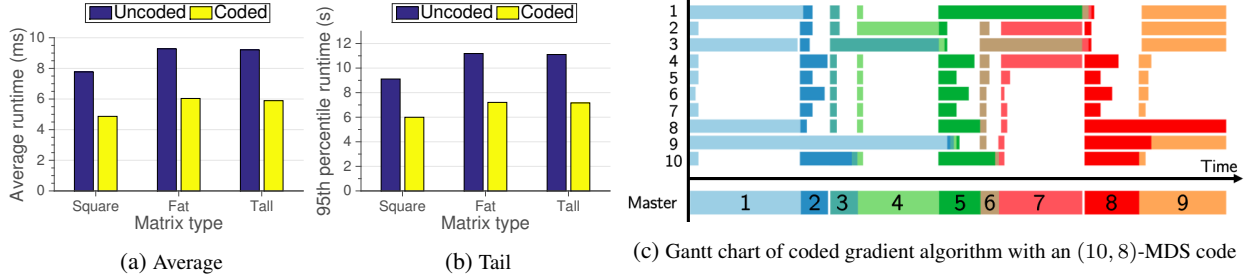 Uncoded Coded
Average runtime (ms)
10
8
6
4
2
0
Square Fat Tall
Matrix type
(a) Average
Uncoded Coded
95th percentile runtime (s)
12
10
8
6
4
2
0
Square Fat Tall
Matrix type
(b) Tail
1
2
3
4
5
6
7
8
9
10
Time
Master 1 2 3 4 5 6 7 8 9
(c) Gantt chart of coded gradient algorithm with an (10, 8)-MDS code